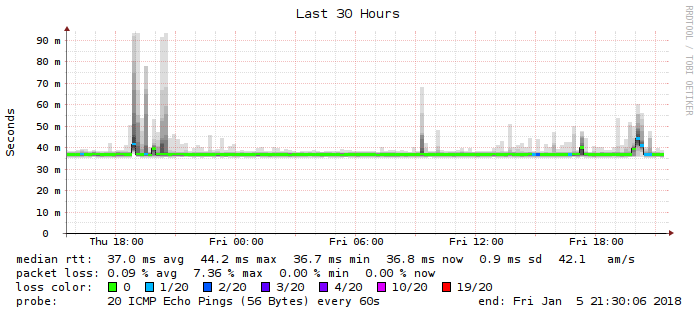 Last 30 Hours
RRDTOOL / TOBI OETIKER
Seconds
90 m
80 m
70 m
60 m
50 m
40 m
30 m
20 m
10 m
0
Thu 18:00 Fri 00:00 Fri 06:00 Fri 12:00 Fri 18:00
median rtt: 37.0 ms avg 44.2 ms max 36.7 ms min 36.8 ms now 0.9 ms sd 42.1 am/s
packet loss: 0.09 % avg 7.36 % max 0.00 % min 0.00 % now
loss color: 0 1/20 2/20 3/20 4/20 10/20 19/20
probe: 20 ICMP Echo Pings (56 Bytes) every 60s end: Fri Jan 5 21:30:06 2018